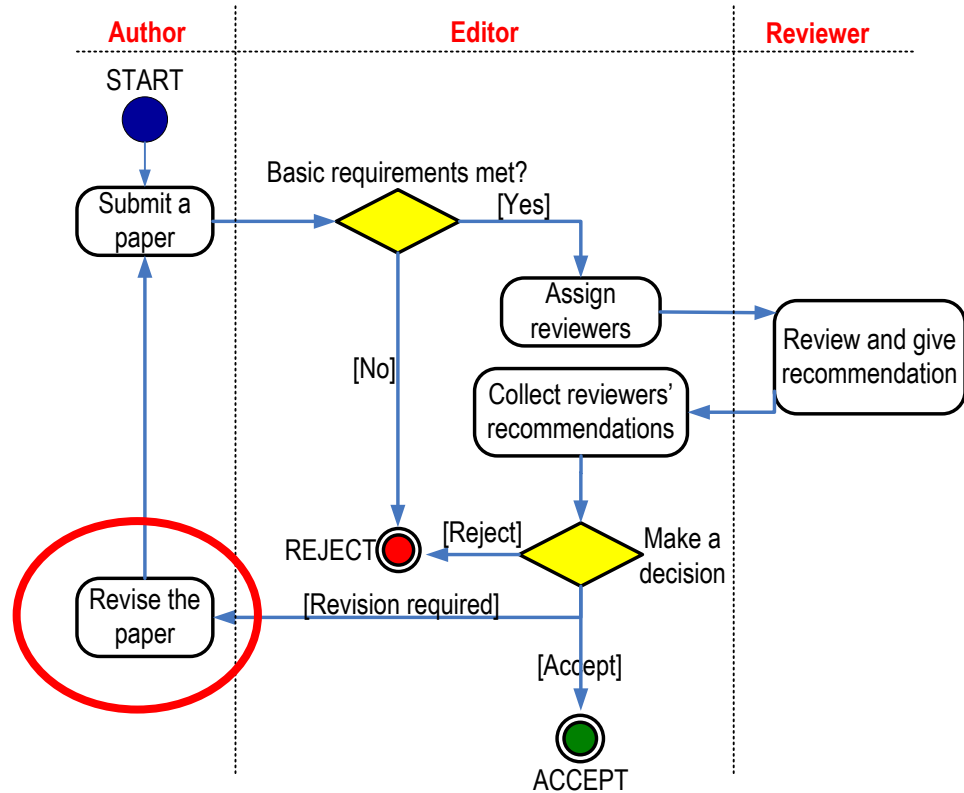 Author
Editor
Reviewer
START
Basic requirements met?
Submit a
paper
[Yes]
Assign
reviewers
Review and give
recommendation
[No]
Collect reviewers’
recommendations
REJECT
[Reject]
Make a
decision
Revise the
paper
[Revision required]
[Accept]
ACCEPT